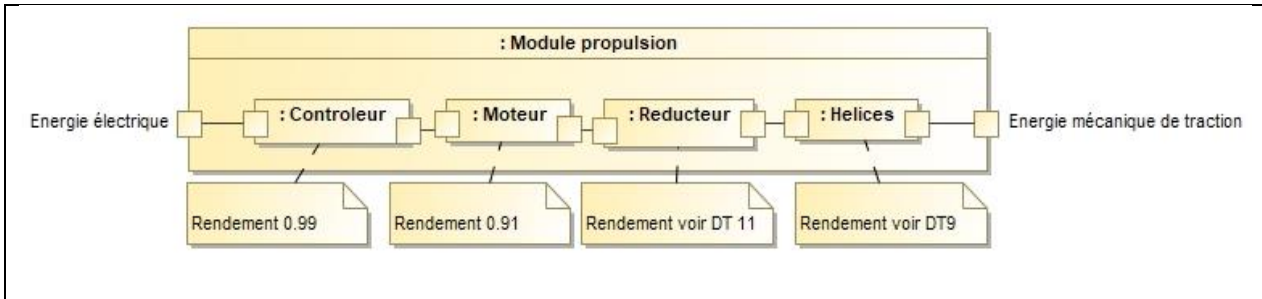 : Module propulsion
Energie électrique
: Controleur
: Moteur
: Reducteur
: Helices
Energie mécanique de traction
Rendement 0.99
Rendement 0.91
Rendement voir DT 11
Rendement voir DT9